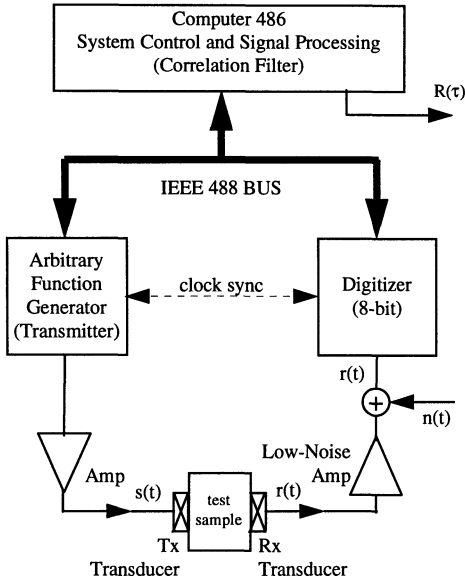 Computer 486
System Control and Signal Processing
(Correlation Filter)
R(τ)
IEEE 488 BUS
Arbitrary
Function
Generator
(Transmitter)
clock sync
Digitizer
(8-bit)
r(t)
+
n(t)
Low-Noise
Amp
Amp
s(t)
test
sample
r(t)
Tx
Rx
Transducer
Transducer